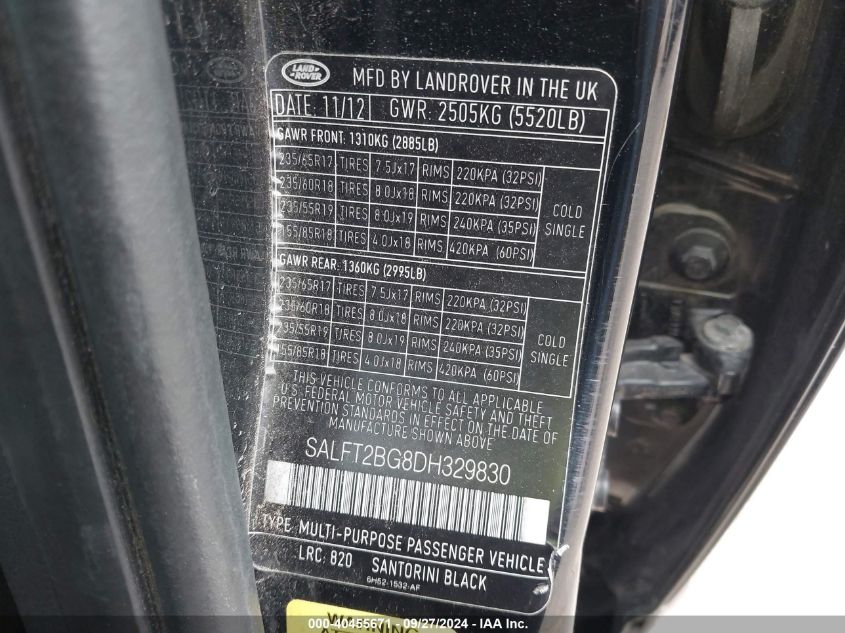 LAND ROVER
MFD BY LANDROVER IN THE UK
DATE: 11/12 GWR: 2505KG (5520LB)
GAWR FRONT: 1310KG (2885LB)
235/65R17 TIRES 7.5Jx17 RIMS 220KPA (32PSI)
235/60R18 TIRES 8.0Jx18 RIMS 220KPA (32PSI)
235/55R19 TIRES 8.0Jx19 RIMS 240KPA (35PSI)
155/85R18 TIRES 4.0Jx18 RIMS 420KPA (60PSI)
COLD
SINGLE
GAWR REAR: 1360KG (2995LB)
235/65R17 TIRES 7.5Jx17 RIMS 220KPA (32PSI)
235/60R18 TIRES 8.0Jx18 RIMS 220KPA (32PSI)
235/55R19 TIRES 8.0Jx19 RIMS 240KPA (35PSI)
155/85R18 TIRES 4.0Jx18 RIMS 420KPA (60PSI)
COLD
SINGLE
THIS VEHICLE CONFORMS TO ALL APPLICABLE
U.S. FEDERAL MOTOR VEHICLE SAFETY AND THEFT
PREVENTION STANDARDS IN EFFECT ON THE DATE OF
MANUFACTURE SHOWN ABOVE
SALFT2BG8DH329830
TYPE: MULTI-PURPOSE PASSENGER VEHICLE
LRC: 820 SANTORINI BLACK
6H52-1532-AF
WARNING
000-40455671 - 09/27/2024 - IAA Inc.